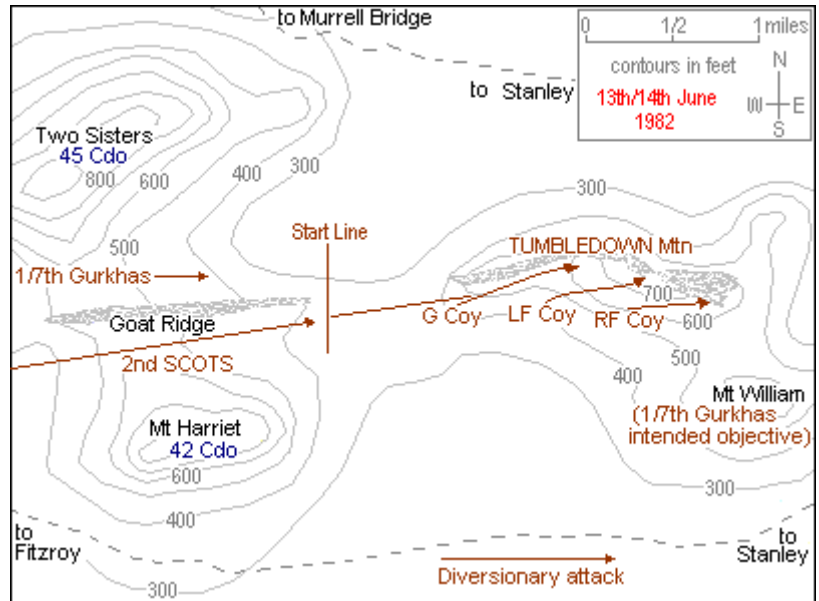 to Murrell Bridge
0 1/2 1 miles
contours in feet
13th/14th June
1982
N
W E
S
to Stanley
Two Sisters
45 Cdo
800 600 400 300
500
300
Start Line
TUMBLEDOWN Mtn
1/7th Gurkhas
Goat Ridge
2nd SCOTS
G Coy LF Coy RF Coy
700
600
500
400
Mt William
(1/7th Gurkhas
intended objective)
300
Mt Harriet
42 Cdo
600
400
300
to
Fitzroy
to
Stanley
Diversionary attack